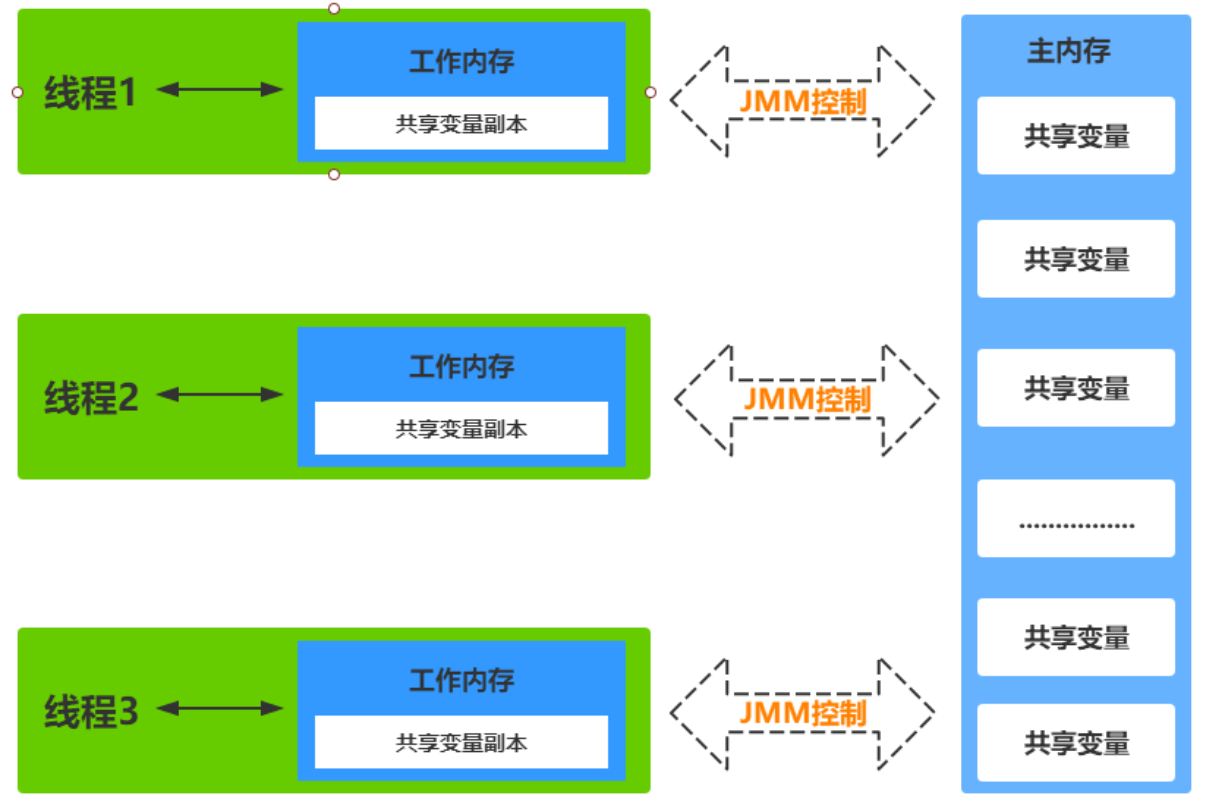 线程1
工作内存
共享变量副本
JMM控制
主内存
共享变量
共享变量
线程2
工作内存
共享变量副本
JMM控制
共享变量
................
线程3
工作内存
共享变量副本
JMM控制
共享变量
共享变量